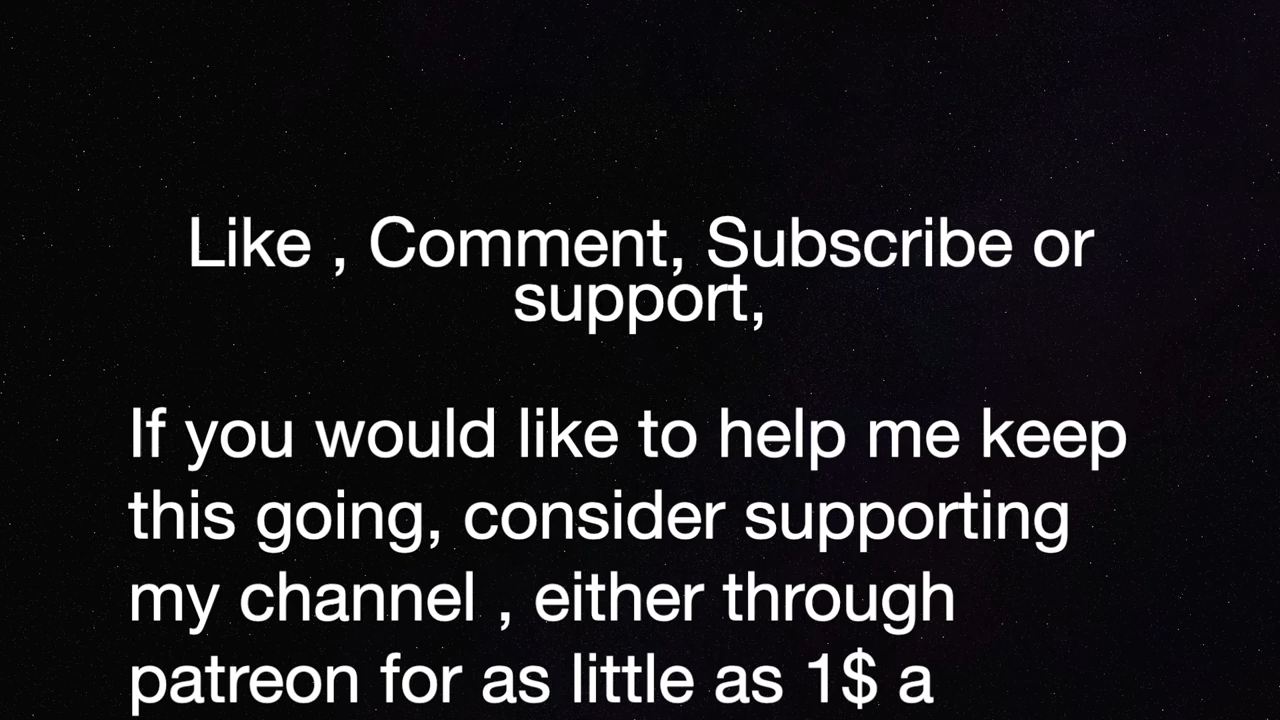 Like , Comment, Subscribe or
support,
If you would like to help me keep
this going, consider supporting
my channel , either through
patreon for as little as 1$ a